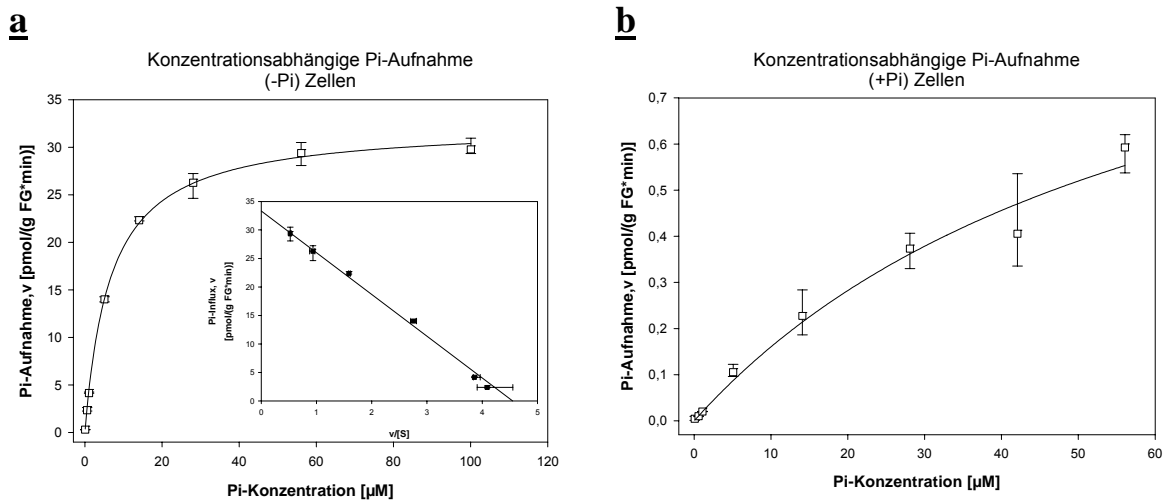 a
Konzentrationsabhängige Pi-Aufnahme
(-Pi) Zellen
Pi-Aufnahme,v [pmol/(g FG*min)]
35
30
25
20
15
10
5
0
0 20 40 60 80 100 120
Pi-Konzentration [µM]
Pi-Influx, v
[pmol/(g FG*min)]
35
30
25
20
15
10
5
0
0 1 2 3 4 5
v/[S]
b
Konzentrationsabhängige Pi-Aufnahme
(+Pi) Zellen
Pi-Aufnahme,v [pmol/(g FG*min)]
0,7
0,6
0,5
0,4
0,3
0,2
0,1
0,0
0 10 20 30 40 50 60
Pi-Konzentration [µM]